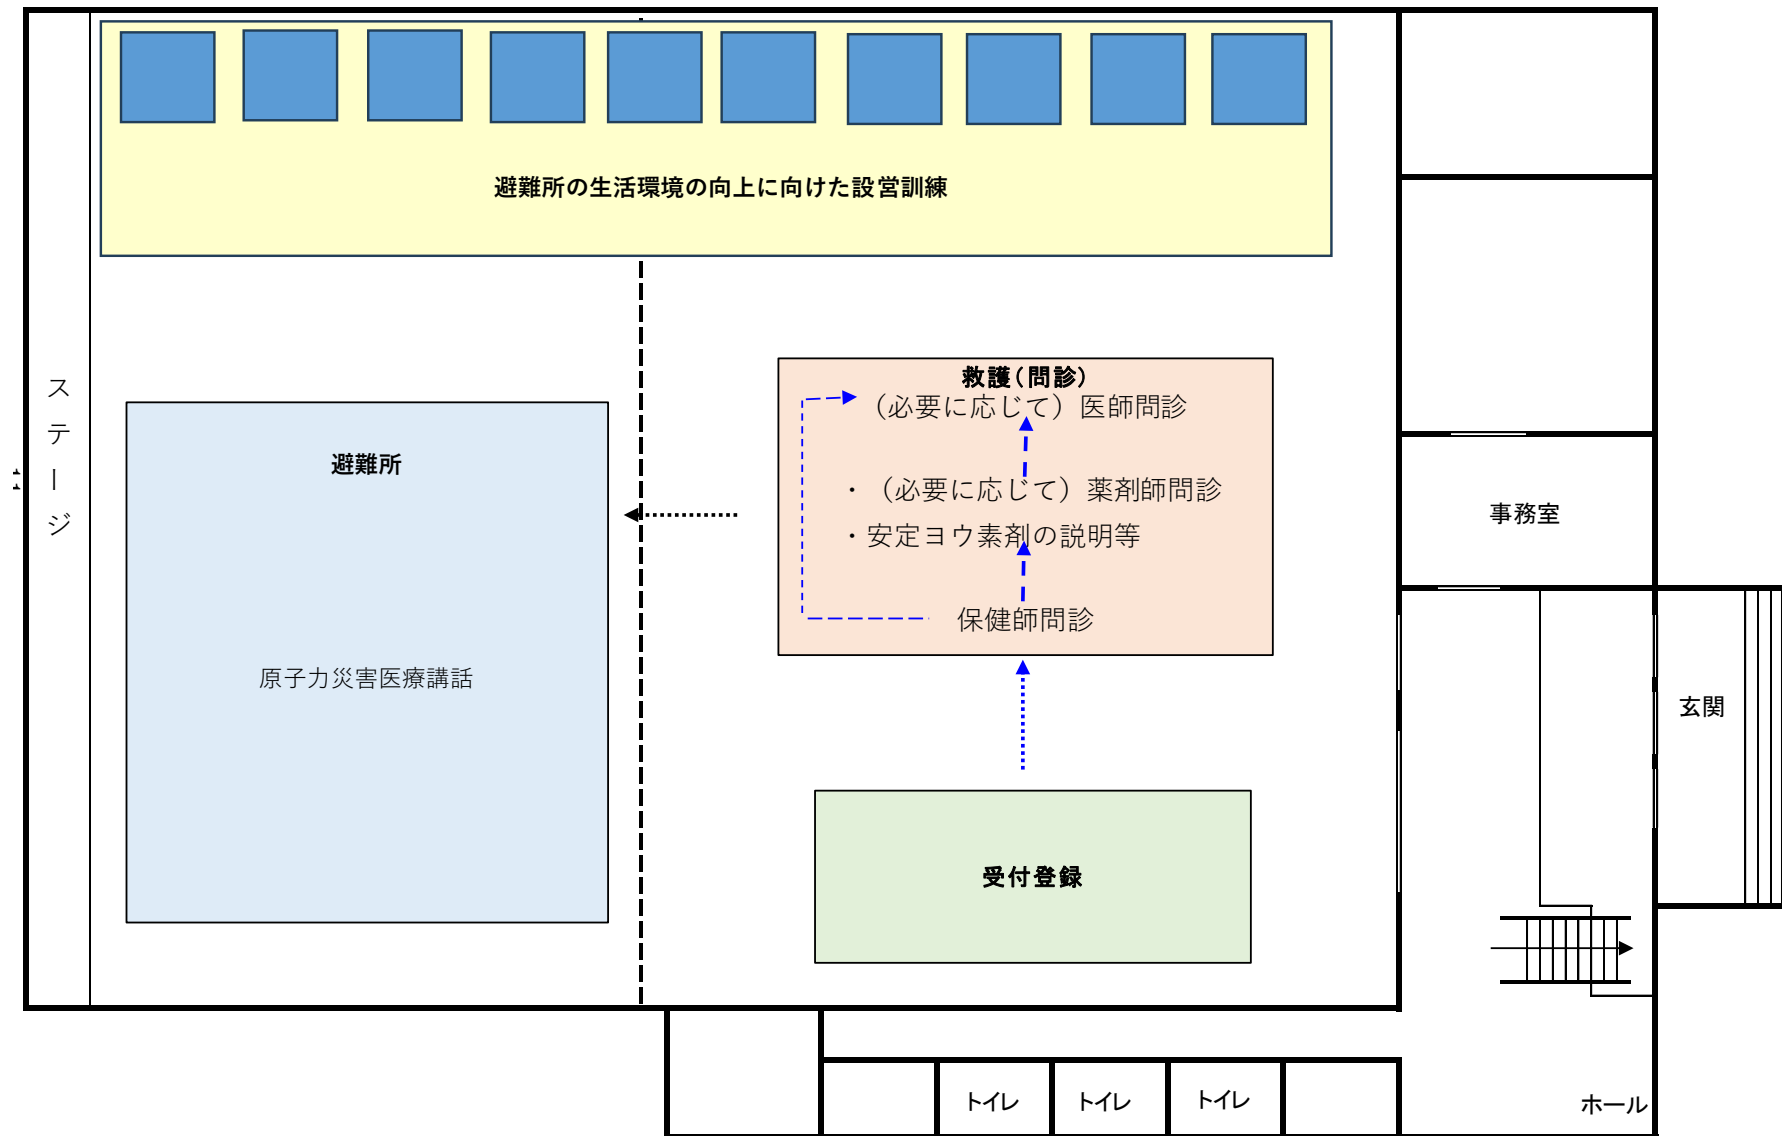 避難所の生活環境の向上に向けた設営訓練
ステージ
避難所
原子力災害医療講話
救護（問診）
（必要に応じて）医師問診
・（必要に応じて）薬剤師問診
・安定ヨウ素剤の説明等
保健師問診
受付登録
事務室
玄関
トイレ
トイレ
トイレ
ホール